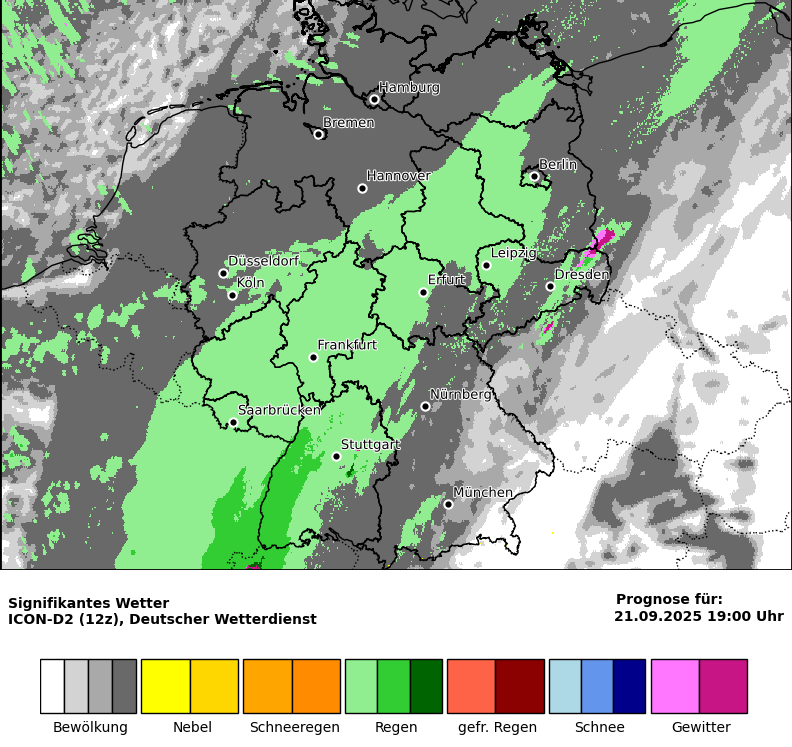 Hamburg
Bremen
Berlin
Hannover
Leipzig
Düsseldorf
Dresden
Köln
Erfurt
Frankfurt
Nürnberg
Saarbrücken
Stuttgart
München
Signifikantes Wetter
ICON-D2 (12z), Deutscher Wetterdienst
Prognose für:
21.09.2025 19:00 Uhr
Bewölkung
Nebel
Schneeregen
Regen
gefr. Regen
Schnee
Gewitter